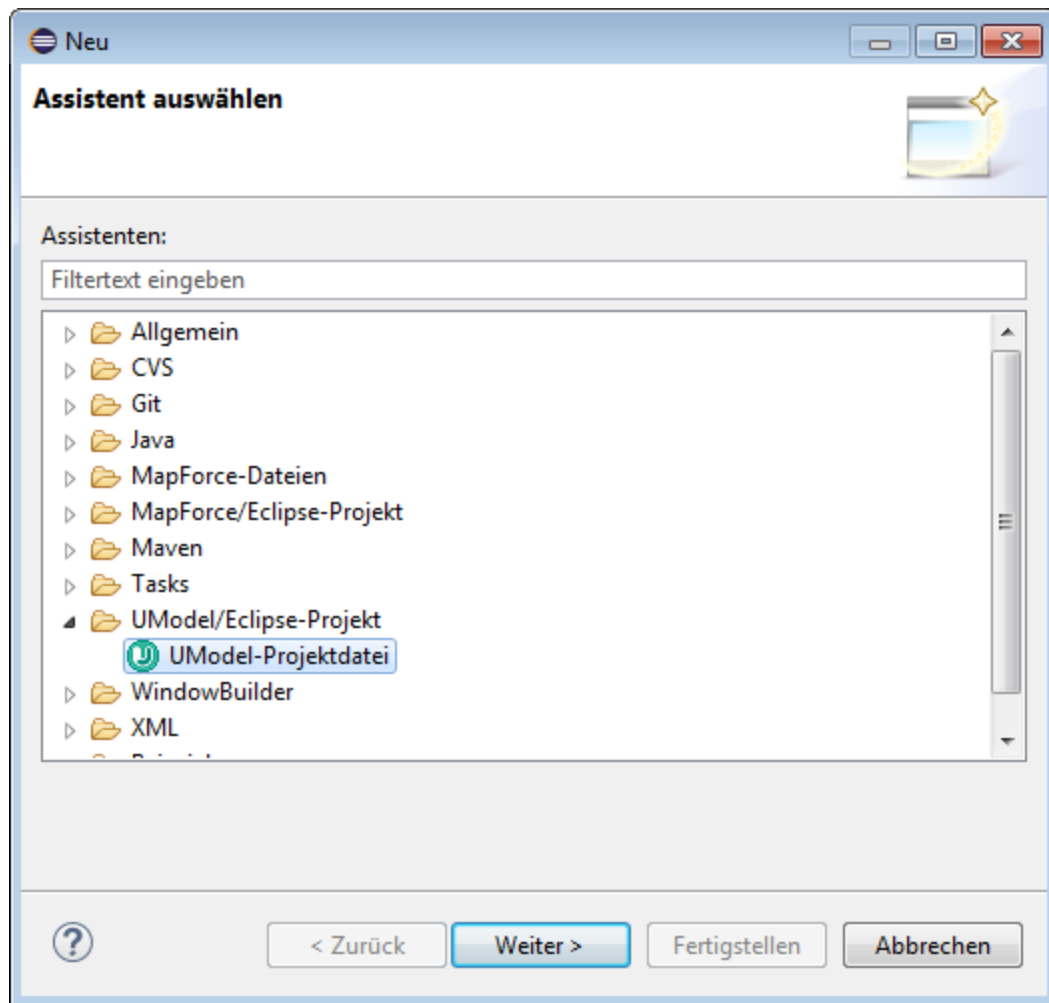 Neu
Assistent auswählen
Assistenten:
Filtertext eingeben
Allgemein
CVS
Git
Java
MapForce-Dateien
MapForce/Eclipse-Projekt
Maven
Tasks
UModel/Eclipse-Projekt
UModel-Projektdatei
WindowBuilder
XML
? < Zurück Weiter > Fertigstellen Abbrechen